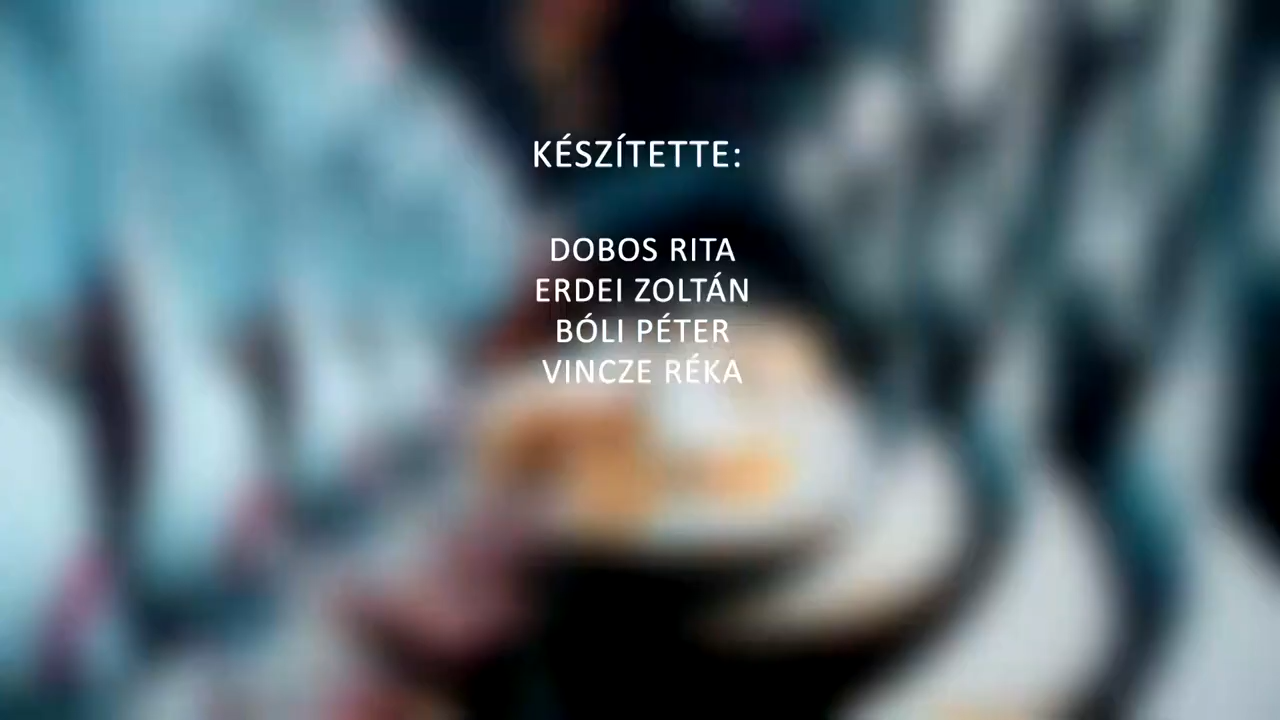 KÉSZÍTETTE:
DOBOS RITA
ERDEI ZOLTÁN
BÓLI PÉTER
VINCZE RÉKA